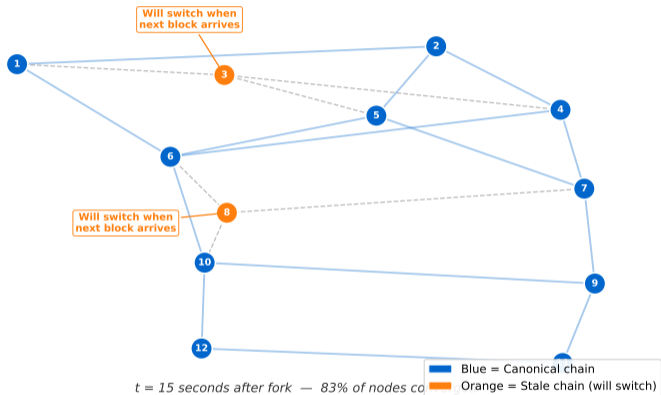 Will switch when
next block arrives
2
1
3
4
5
6
7
8
Will switch when
next block arrives
10
9
12
Blue = Canonical chain
Orange = Stale chain (will switch)
t = 15 seconds after fork — 83% of nodes